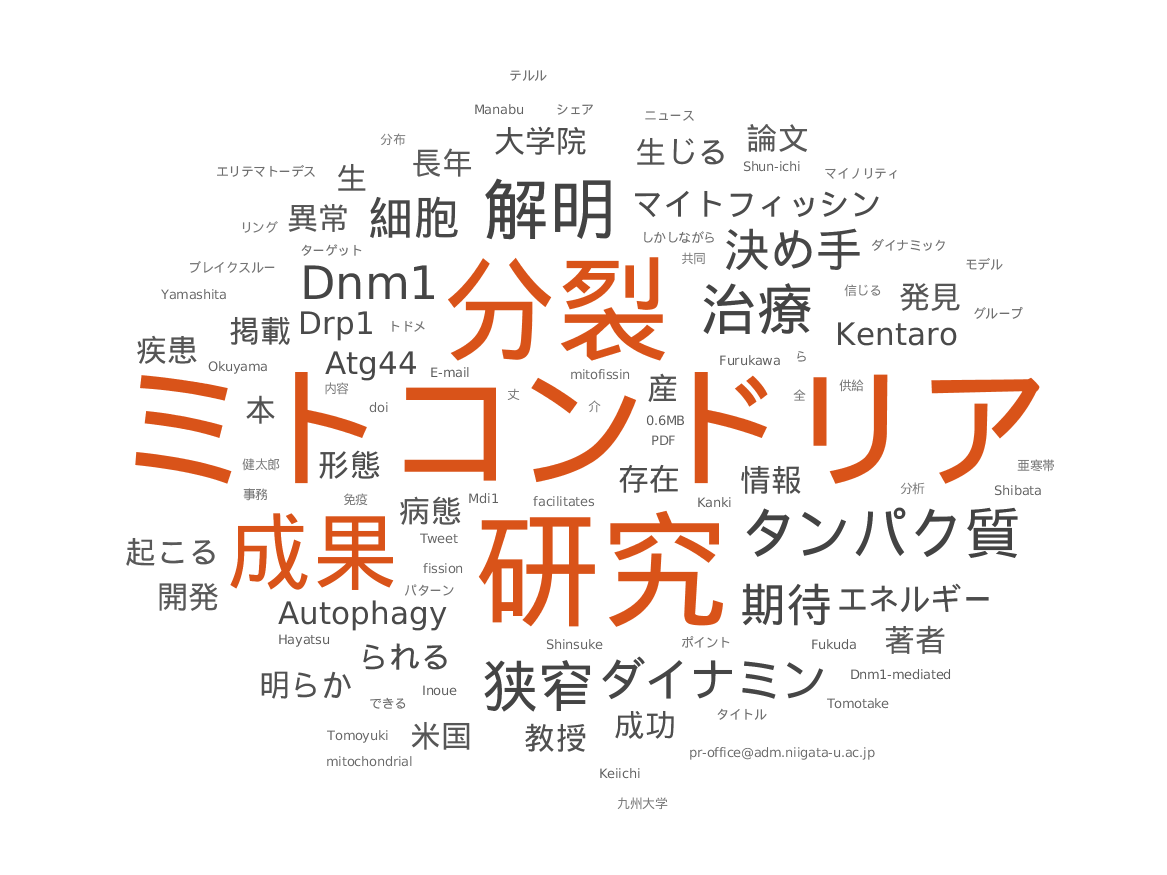 テルル
Manabu シェア
ニュース
分布 長年 大学院 生じる 論文
エリテマトーデス 生 Shun-ichi マイノリティ
リング 異常 細胞 解明 マイトフィッシン
ターゲット しかしながら 共同 決め手 ダイナミック
ブレイクスルー Dnm1 分裂 モデル
Yamashita 治療 信じる 発見 グループ
掲載 Drp1 トドメ Kentaro
疾患 Okuyama Atg44 E-mail mitofissin Furukawa ら
ミトコンドリア
内容 産 全 供給
本 doi 丈 介 0.6MB
PDF
健太郎 形態 存在 情報 亜寒帯
事務 免疫 病態 Mdi1 facilitates Kanki 分析 Shibata
起こる 成果 Tweet 研究 タンパク質
fission
開発 パターン 期待 エネルギー
Autophagy
Hayatsu Shinsuke ポイント Fukuda 著者
明らか られる 狭窄 ダイナミン Dnm1-mediated
できる Inoue タイトル Tomotake
Tomoyuki 米国 教授 成功
mitochondrial pr-office@adm.niigata-u.ac.jp
Keiichi
九州大学